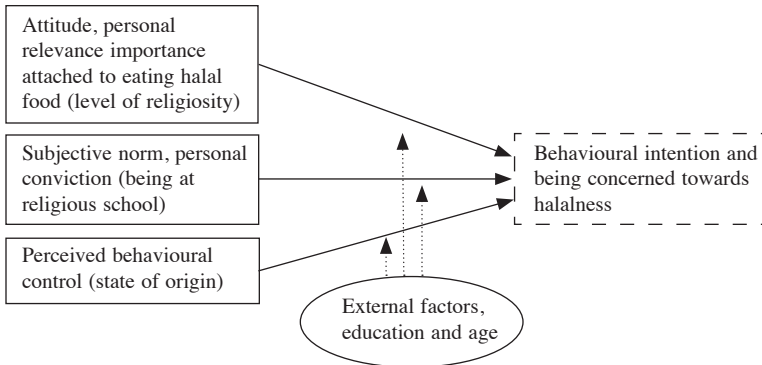 Attitude, personal
relevance importance
attached to eating halal
food (level of religiosity)
Subjective norm, personal
conviction (being at
religious school)
Perceived behavioural
control (state of origin)
Behavioural intention and
being concerned towards
halalness
External factors,
education and age